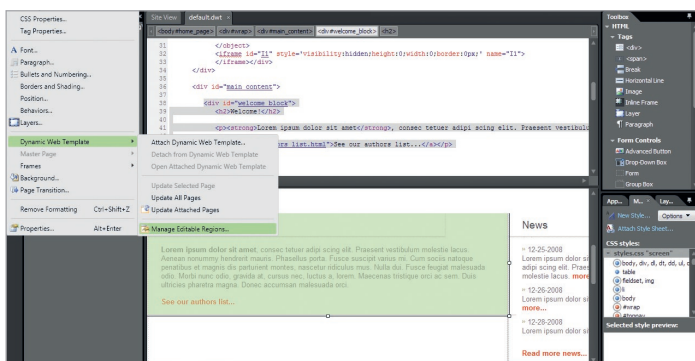 CSS Properties...
Tag Properties...
A Font...
Paragraph...
Bullets and Numbering...
Borders and Shading...
Position...
Behaviors...
Layers...
Dynamic Web Template
Master Page
Frames
Background...
Page Transition...
Remove Formatting Ctrl+Shift+Z
Properties... Alt+Enter
Attach Dynamic Web Template...
Detach from Dynamic Web Template
Open Attached Dynamic Web Template
Update Selected Page
Update All Pages
Update Attached Pages
Manage Editable Regions...
Site View default.dwt
<body#home_page> <div#wrap> <div#main_content> <div#welcome_block> <h2>
31 </object>
32 <iframe id="I1" style='visibility:hidden;height:0;width:0;border:0px;' name="I1">
33 </iframe></div>
34 </div>
35
36 <div id="main_content">
37
38 <div id="welcome_block">
39 <h2>Welcome!</h2>
40
41 <p><strong>Lorem ipsum dolor sit amet</strong>, consec tetuer adipi scing elit. Praesent vestibulu
ors_list.html">See our authors list...</a></p>
Lorem ipsum dolor sit amet, consec tetuer adipi scing elit. Praesent vestibulum molestie lacus.
Aenean nonummy hendrerit mauris. Phasellus porta. Fusce suscipit varius mi. Cum sociis natoque
penatibus et magnis dis parturient montes, nascetur ridiculus mus. Nulla dui. Fusce feugiat malesuada
odio. Morbi nunc odio, gravida at, cursus nec, luctus a, lorem. Maecenas tristique orci ac sem. Duis
ultricies pharetra magna. Donec accumsan malesuada orci.
See our authors list...
News
12-25-2008
Lorem ipsum dolor si
adipi scing elit. Praes
molestie lacus. more
12-26-2008
Lorem ipsum dolor si
more...
12-28-2008
Lorem ipsum dolor si
Read more news...
Toolbox
HTML
Tags
<div>
<span>
Break
Horizontal Line
Image
Inline Frame
Layer
Paragraph
Form Controls
Advanced Button
Drop-Down Box
Form
Group Box
App... M... Lay...
New Style... Options
Attach Style Sheet...
CSS styles:
styles.css "screen"
body, div, dl, dt, dd, ul, o
table
fieldset, img
li
body
#wrap
Selected style preview: